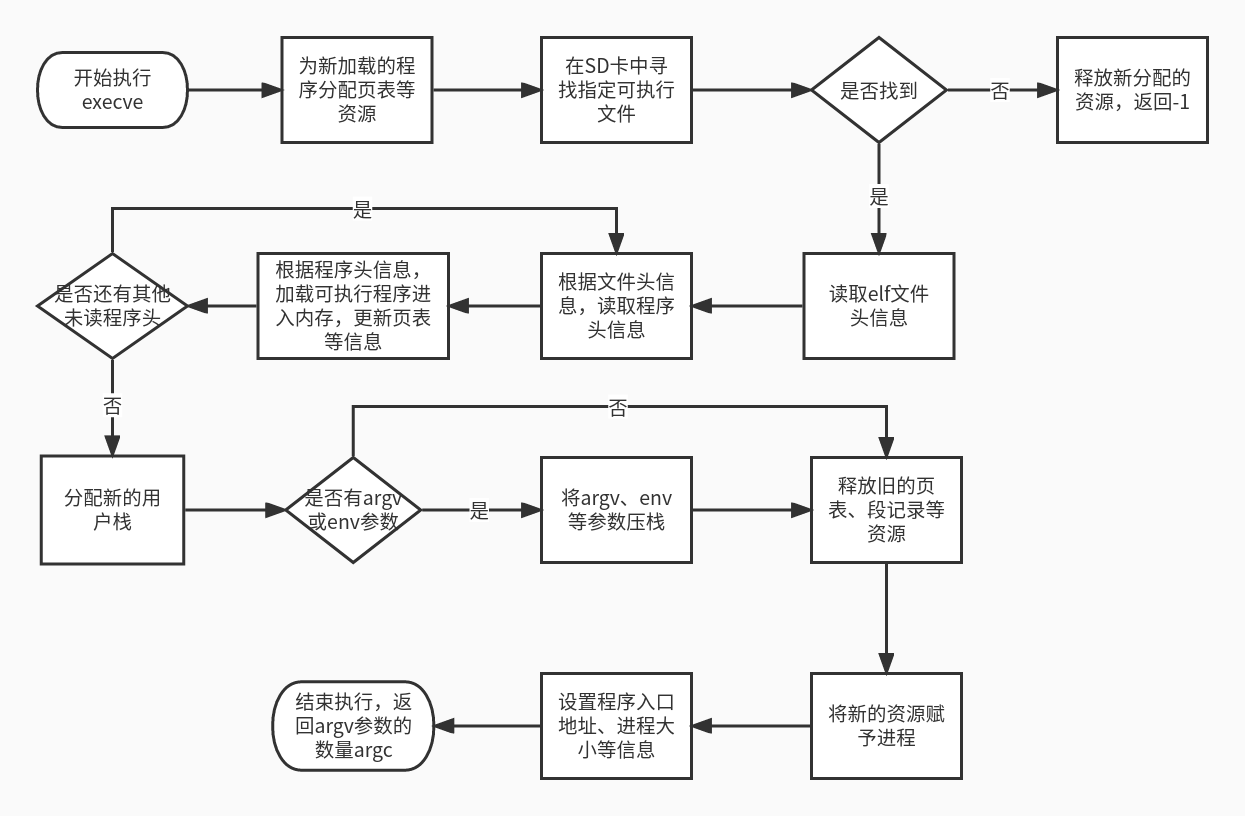 开始执行
execve
为新加载的程
序分配页表等
资源
在SD卡中寻
找指定可执行
文件
是否找到
否
释放新分配的
资源，返回-1
是
是
是否还有其他
未读程序头
根据程序头信息，
加载可执行程序进
入内存，更新页表
等信息
根据文件头信
息，读取程序
头信息
读取elf文件
头信息
否
否
分配新的用
户栈
是否有argv
或env参数
是
将argv、env
等参数压栈
释放旧的页
表、段记录等
资源
结束执行，返
回argv参数的
数量argc
设置程序入口
地址、进程大
小等信息
将新的资源赋
予进程